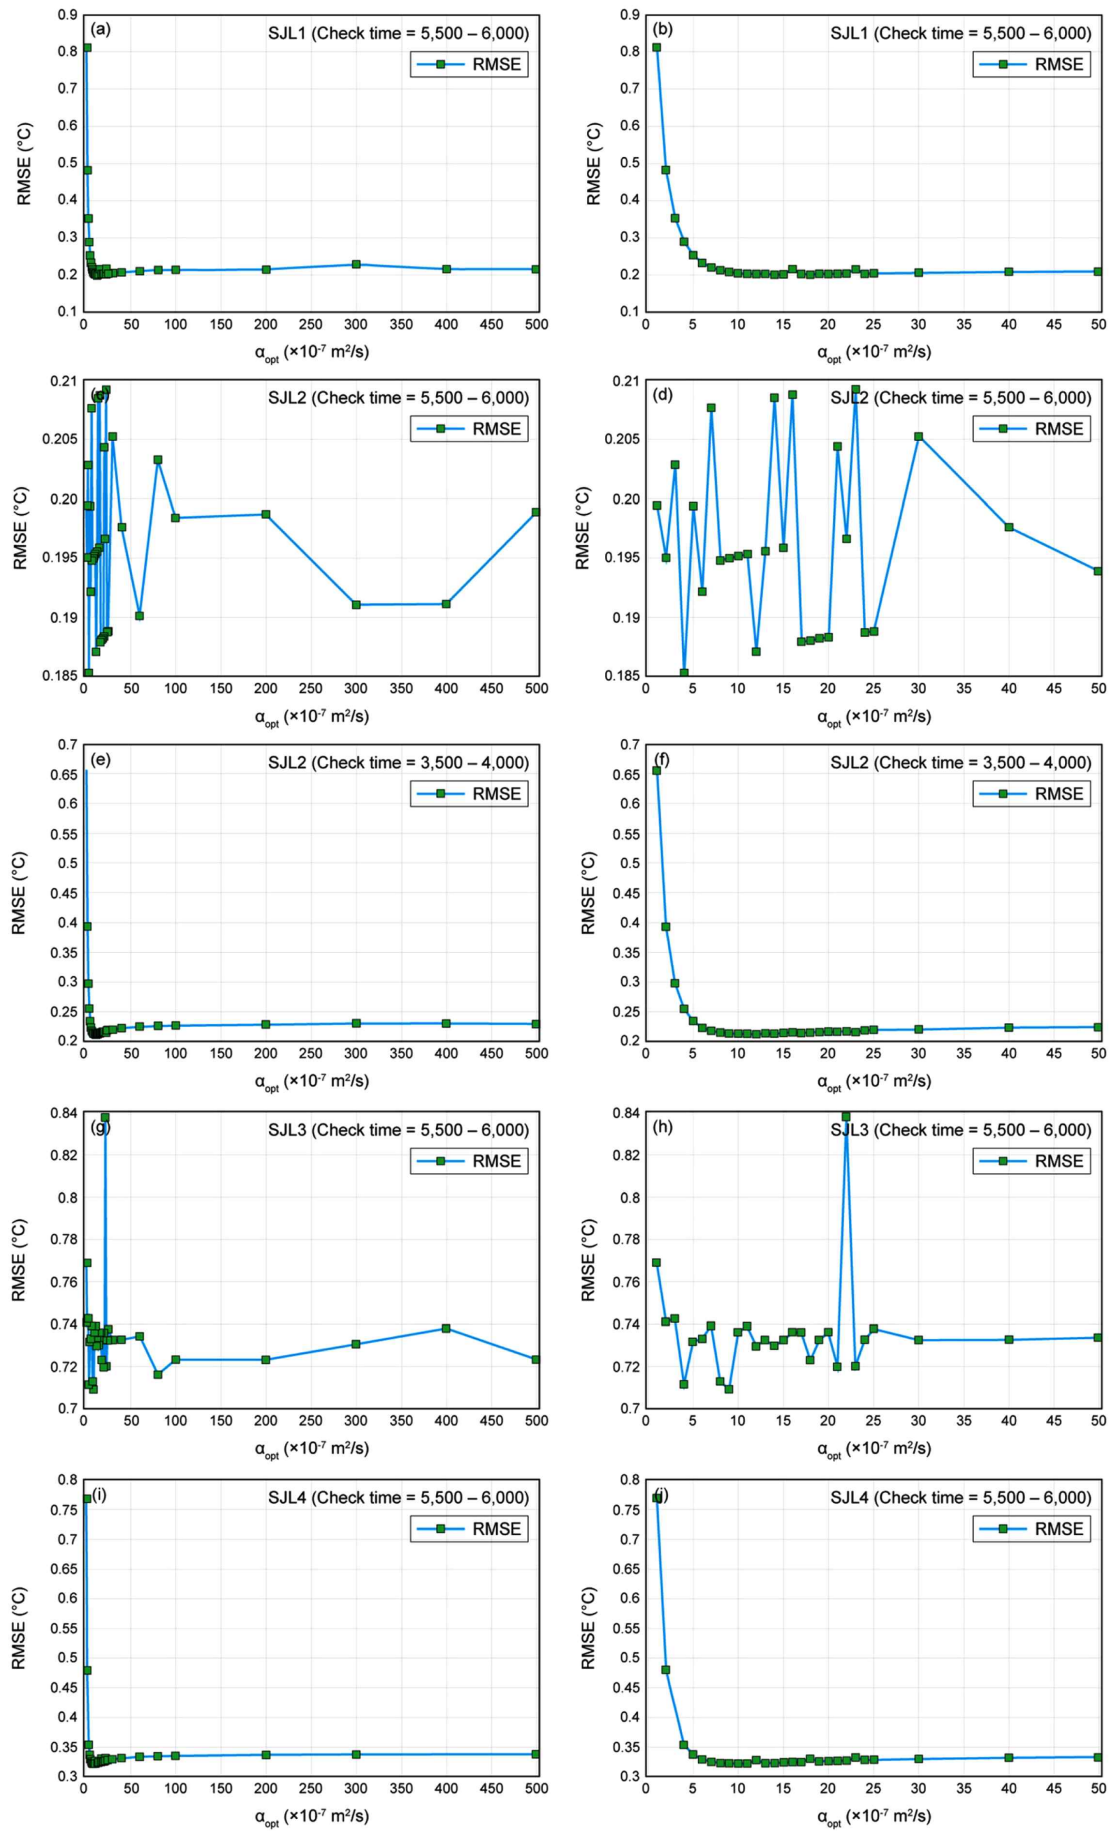 (a) SJL1 (Check time = 5,500 – 6,000)
RMSE
RMSE (°C)
0.9
0.8
0.7
0.6
0.5
0.4
0.3
0.2
0.1
0 50 100 150 200 250 300 350 400 450 500
αopt (×10-7 m2/s)
(b) SJL1 (Check time = 5,500 – 6,000)
RMSE
RMSE (°C)
0.9
0.8
0.7
0.6
0.5
0.4
0.3
0.2
0.1
0 5 10 15 20 25 30 35 40 45 50
αopt (×10-7 m2/s)
(c) SJL2 (Check time = 5,500 – 6,000)
RMSE
RMSE (°C)
0.21
0.205
0.20
0.195
0.19
0.185
0 50 100 150 200 250 300 350 400 450 500
αopt (×10-7 m2/s)
(d) SJL2 (Check time = 5,500 – 6,000)
RMSE
RMSE (°C)
0.21
0.205
0.20
0.195
0.19
0.185
0 5 10 15 20 25 30 35 40 45 50
αopt (×10-7 m2/s)
(e) SJL2 (Check time = 3,500 – 4,000)
RMSE
RMSE (°C)
0.7
0.65
0.6
0.55
0.5
0.45
0.4
0.35
0.3
0.25
0.2
0 50 100 150 200 250 300 350 400 450 500
αopt (×10-7 m2/s)
(f) SJL2 (Check time = 3,500 – 4,000)
RMSE
RMSE (°C)
0.7
0.65
0.6
0.55
0.5
0.45
0.4
0.35
0.3
0.25
0.2
0 5 10 15 20 25 30 35 40 45 50
αopt (×10-7 m2/s)
(g) SJL3 (Check time = 5,500 – 6,000)
RMSE
RMSE (°C)
0.84
0.82
0.8
0.78
0.76
0.74
0.72
0.7
0 50 100 150 200 250 300 350 400 450 500
αopt (×10-7 m2/s)
(h) SJL3 (Check time = 5,500 – 6,000)
RMSE
RMSE (°C)
0.84
0.82
0.8
0.78
0.76
0.74
0.72
0.7
0 5 10 15 20 25 30 35 40 45 50
αopt (×10-7 m2/s)
(i) SJL4 (Check time = 5,500 – 6,000)
RMSE
RMSE (°C)
0.8
0.75
0.7
0.65
0.6
0.55
0.5
0.45
0.4
0.35
0.3
0 50 100 150 200 250 300 350 400 450 500
αopt (×10-7 m2/s)
(j) SJL4 (Check time = 5,500 – 6,000)
RMSE
RMSE (°C)
0.8
0.75
0.7
0.65
0.6
0.55
0.5
0.45
0.4
0.35
0.3
0 5 10 15 20 25 30 35 40 45 50
αopt (×10-7 m2/s)